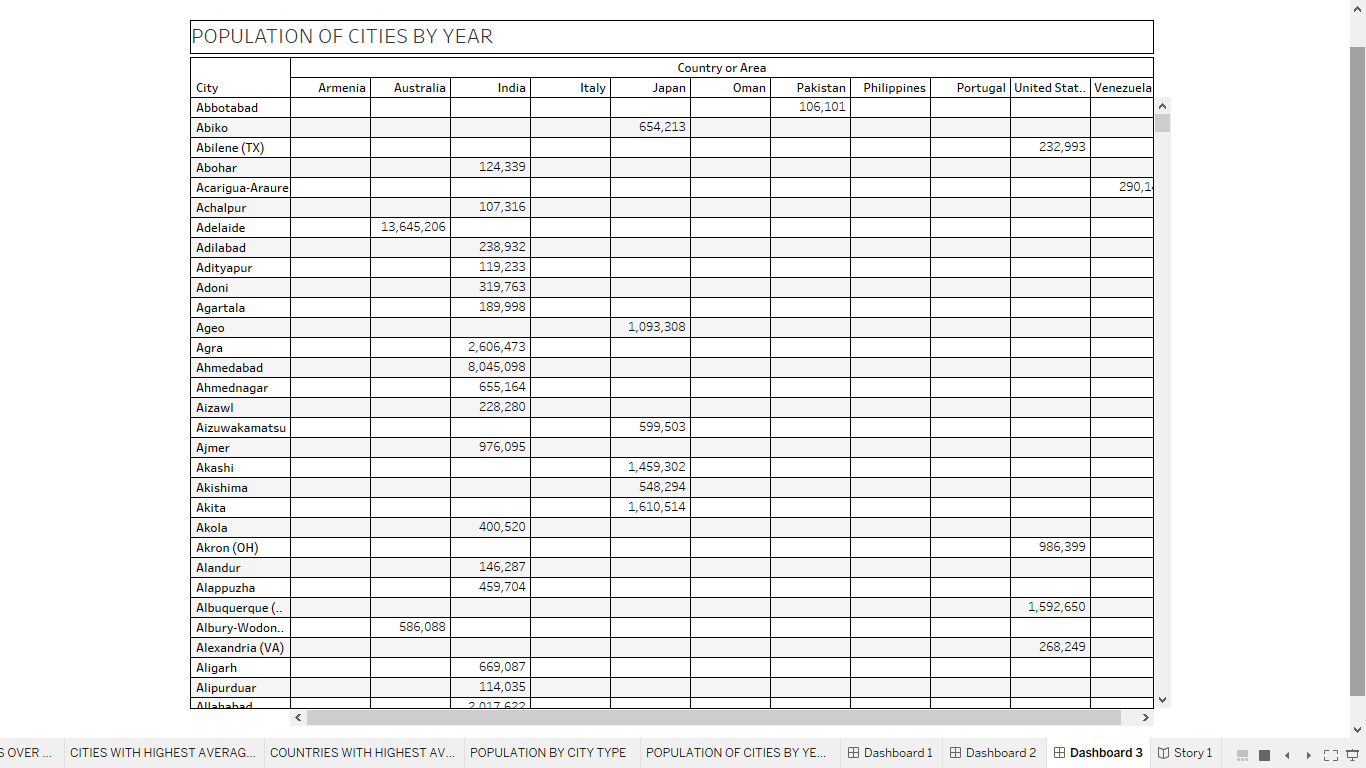 POPULATION OF CITIES BY YEAR
Country or Area
City Armenia Australia India Italy Japan Oman Pakistan Philippines Portugal United Stat.. Venezuela
Abbotabad 106,101
Abiko 654,213
Abilene (TX) 232,993
Abohar 124,339
Acarigua-Araure 290,14
Achalpur 107,316
Adelaide 13,645,206
Adilabad 238,932
Adityapur 119,233
Adoni 319,763
Agartala 189,998
Ageo 1,093,308
Agra 2,606,473
Ahmedabad 8,045,098
Ahmednagar 655,164
Aizawl 228,280
Aizuwakamatsu 599,503
Ajmer 976,095
Akashi 1,459,302
Akishima 548,294
Akita 1,610,514
Akola 400,520
Akron (OH) 986,399
Alandur 146,287
Alappuzha 459,704
Albuquerque (.. 1,592,650
Albury-Wodon.. 586,088
Alexandria (VA) 268,249
Aligarh 669,087
Alipurduar 114,035
Allahabad 2,017,622
S OVER ... CITIES WITH HIGHEST AVERAG... COUNTRIES WITH HIGHEST AV... POPULATION BY CITY TYPE POPULATION OF CITIES BY YE... Dashboard 1 Dashboard 2 Dashboard 3 Story 1